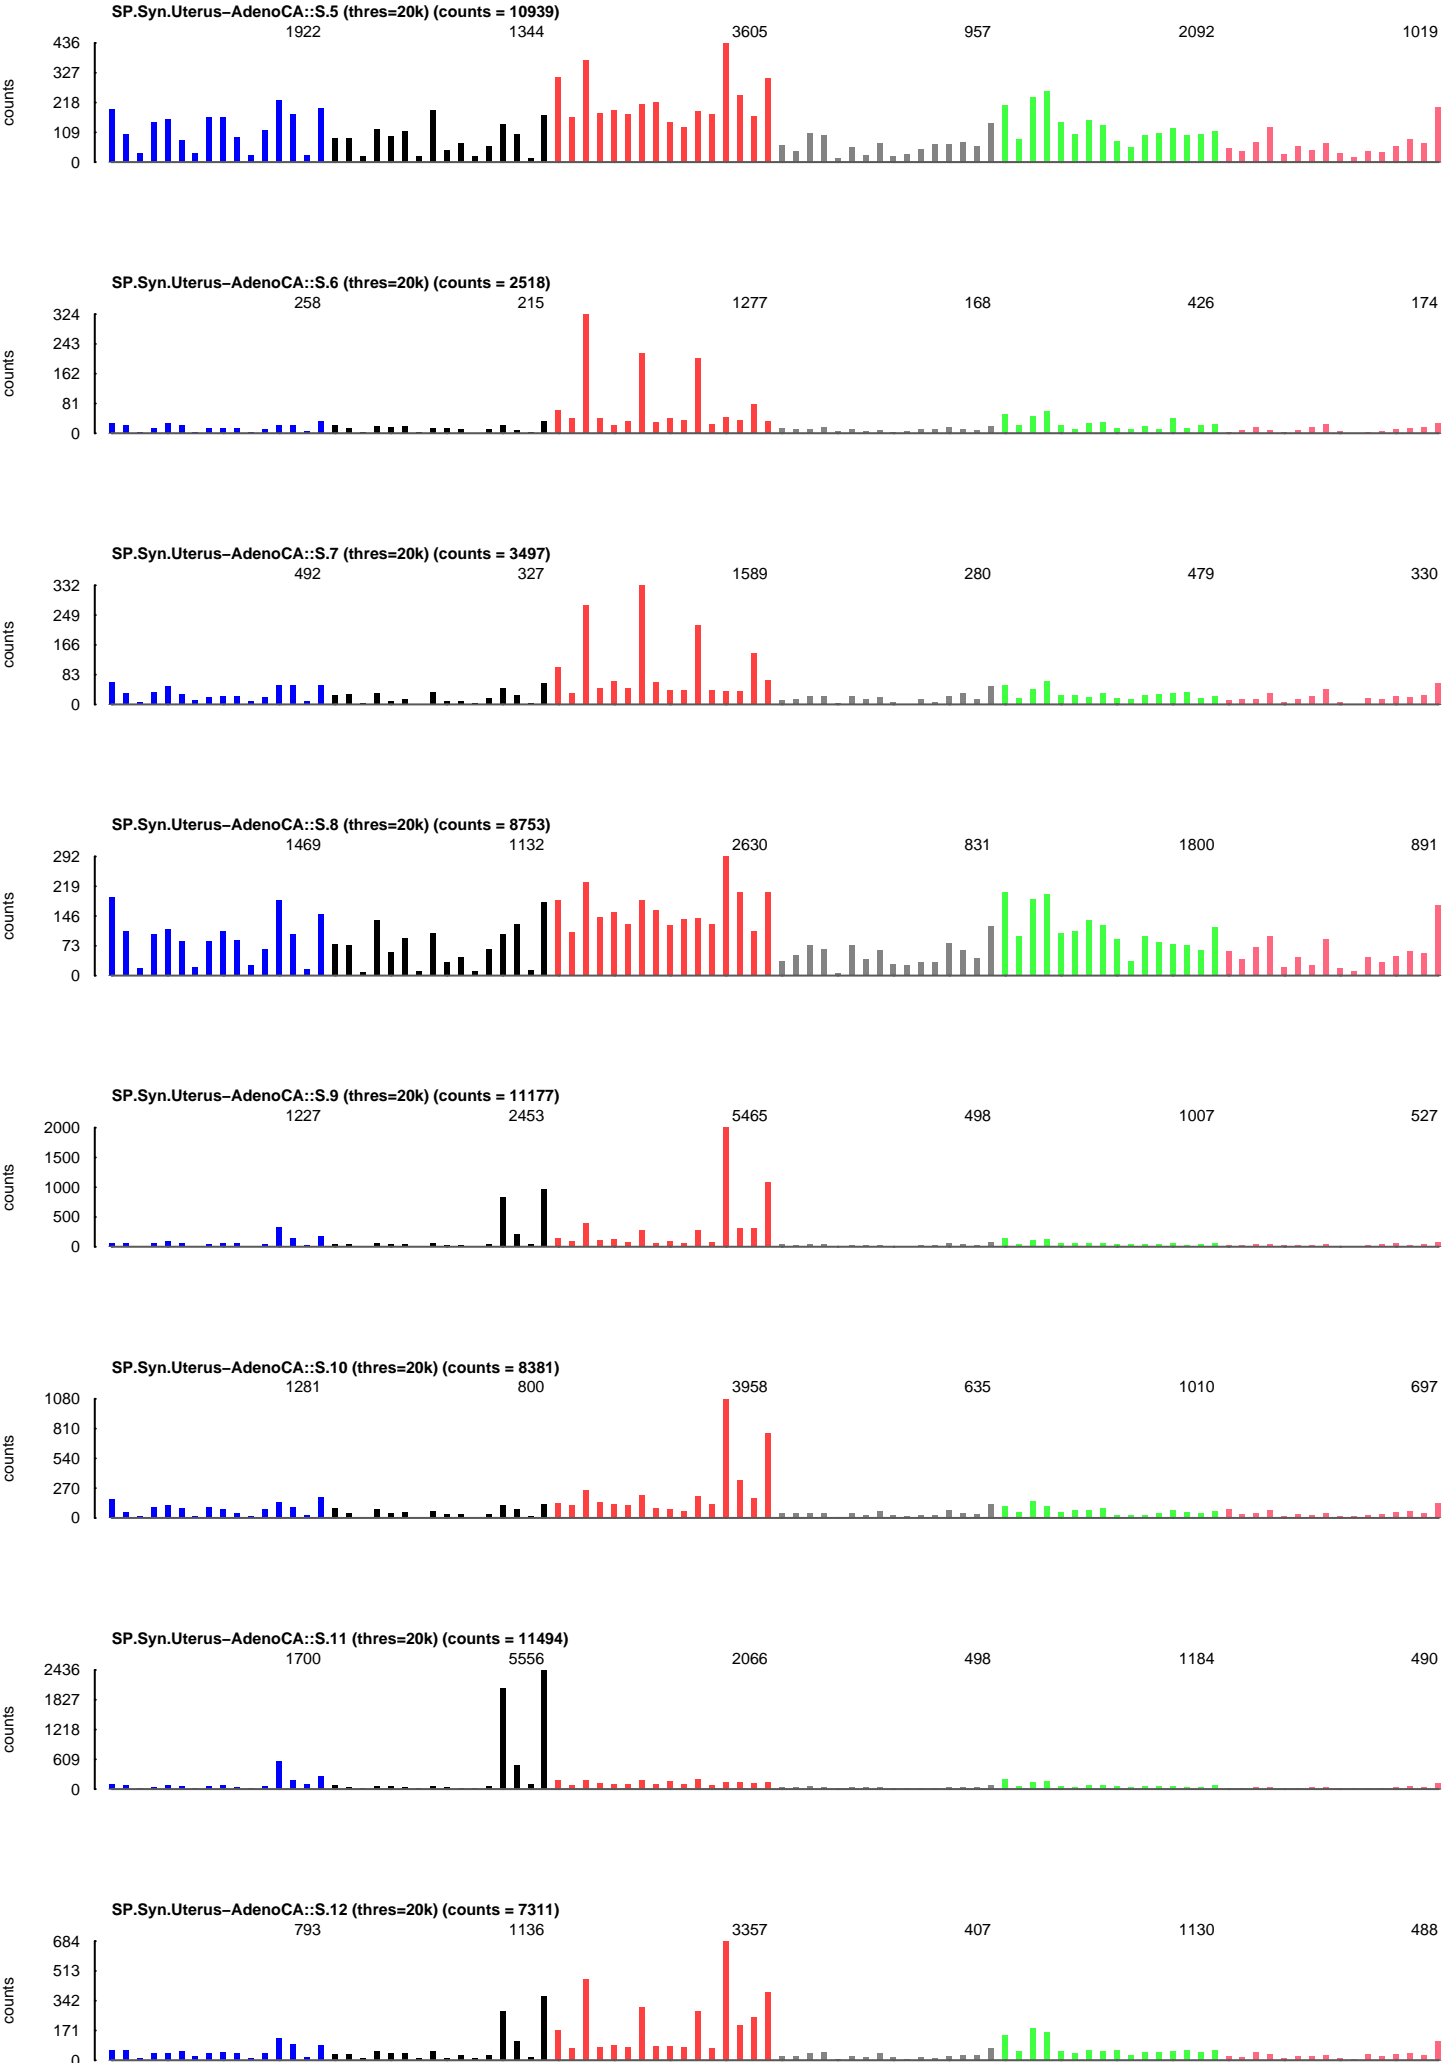 SP.Syn.Uterus–AdenoCA::S.5 (thres=20k) (counts = 10939)
1922 1344 3605 957 2092 1019
436
327
218
109
0
counts
SP.Syn.Uterus–AdenoCA::S.6 (thres=20k) (counts = 2518)
258 215 1277 168 426 174
324
243
162
81
0
counts
SP.Syn.Uterus–AdenoCA::S.7 (thres=20k) (counts = 3497)
492 327 1589 280 479 330
332
249
166
83
0
counts
SP.Syn.Uterus–AdenoCA::S.8 (thres=20k) (counts = 8753)
1469 1132 2630 831 1800 891
292
219
146
73
0
counts
SP.Syn.Uterus–AdenoCA::S.9 (thres=20k) (counts = 11177)
1227 2453 5465 498 1007 527
2000
1500
1000
500
0
counts
SP.Syn.Uterus–AdenoCA::S.10 (thres=20k) (counts = 8381)
1281 800 3958 635 1010 697
1080
810
540
270
0
counts
SP.Syn.Uterus–AdenoCA::S.11 (thres=20k) (counts = 11494)
1700 5556 2066 498 1184 490
2436
1827
1218
609
0
counts
SP.Syn.Uterus–AdenoCA::S.12 (thres=20k) (counts = 7311)
793 1136 3357 407 1130 488
684
513
342
171
0
counts